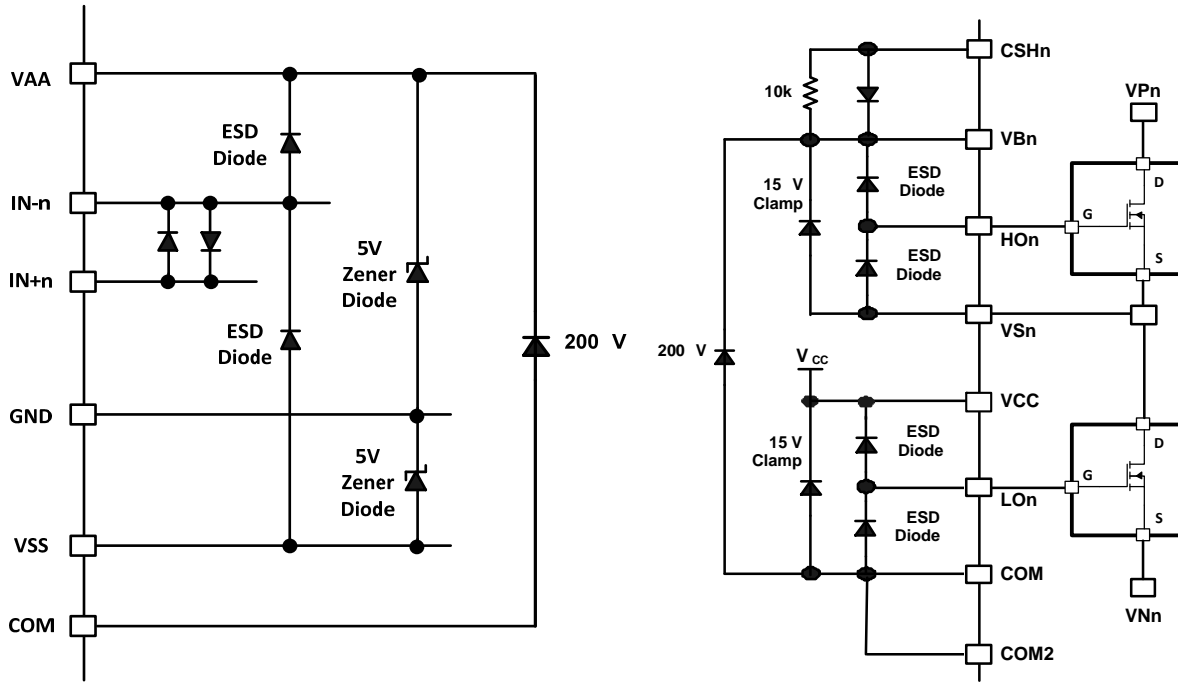 VAA
ESD
Diode
IN-n
IN+n
5V
Zener
Diode
ESD
Diode
200 V
GND
5V
Zener
Diode
VSS
COM
CSHn
10k
VPn
VBn
ESD
Diode
15 V
Clamp
D
G
HOn
ESD
Diode
S
VSn
200 V
VCC
VCC
ESD
Diode
15 V
Clamp
D
G
LOn
ESD
Diode
S
COM
VNn
COM2